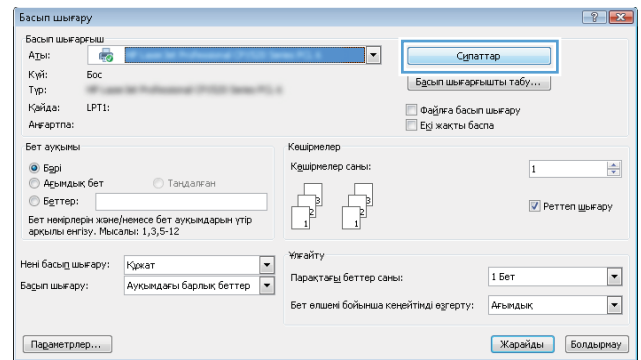 Басып шығару
Басып шығарғыш
Аты:
Сипаттар
Күйі: Бос
Түр:
Басып шығарғышты табу...
Қайда: LPT1:
Файлға басып шығару
Аңғартпа:
Екі жақты баспа
Бет ауқымы
Көшірмелер
Бәрі
Көшірмелер саны: 1
Ағымдық бет
Таңдалған
Беттер:
Реттеп шығару
Бет нөмірлерін және/немесе бет ауқымдарын үтір
арқылы енгізу. Мысалы: 1,3,5-12
Нені басып шығару: Құжат
Басып шығару: Ауқымдағы барлық беттер
Ұлғайту
Парақтағы беттер саны: 1 Бет
Бет өлшемі бойынша кеңейтімді өзгерту: Ағымдық
Параметрлер...
Жарайды
Болдырмау